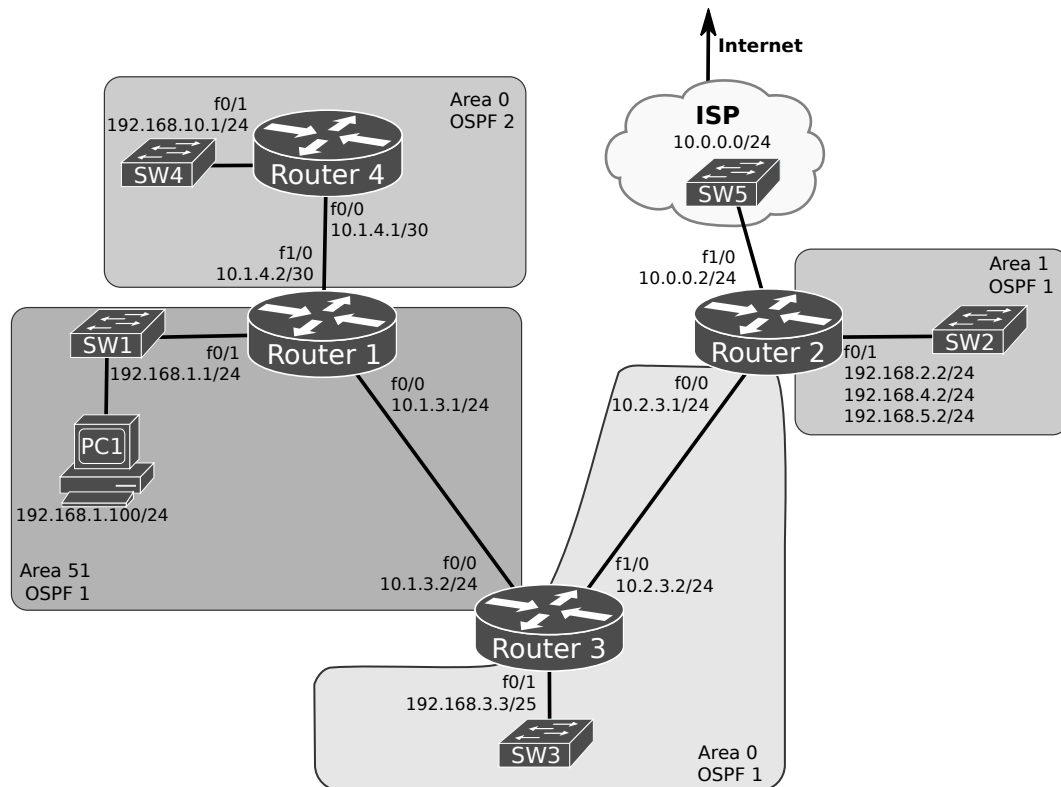 Internet
ISP
10.0.0.0/24
SW5
Area 0
OSPF 2
f0/1
192.168.10.1/24
SW4
Router 4
f0/0
10.1.4.1/30
f1/0
10.1.4.2/30
f1/0
10.0.0.2/24
Area 1
OSPF 1
SW1
Router 1
f0/1
192.168.1.1/24
Router 2
SW2
f0/1
192.168.2.2/24
192.168.4.2/24
192.168.5.2/24
f0/0
10.1.3.1/24
f0/0
10.2.3.1/24
PC1
192.168.1.100/24
Area 51
OSPF 1
f0/0
10.1.3.2/24
f1/0
10.2.3.2/24
Router 3
f0/1
192.168.3.3/25
SW3
Area 0
OSPF 1